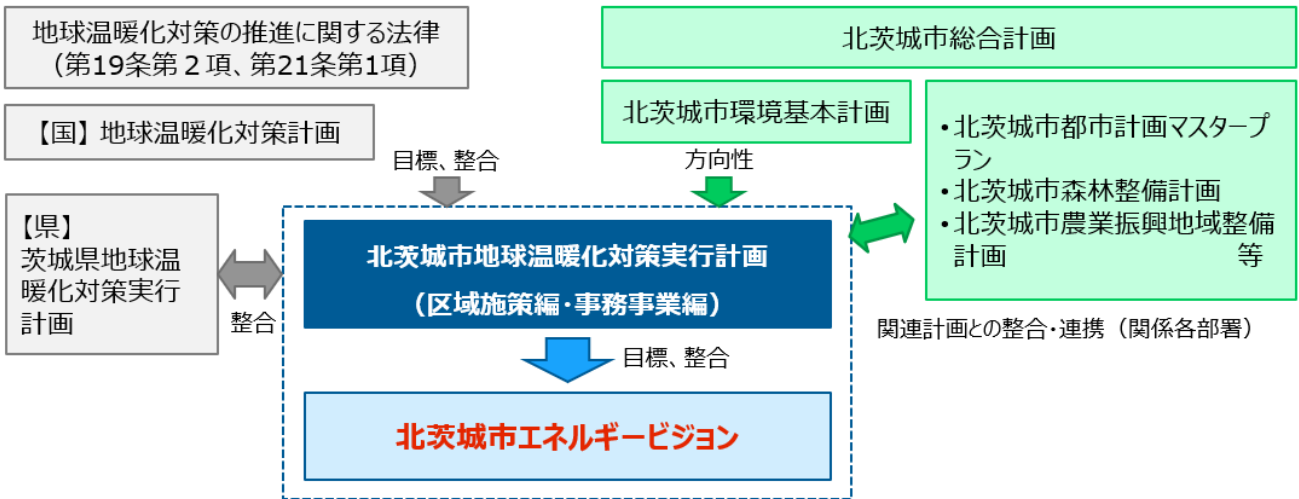 地球温暖化対策の推進に関する法律
（第19条第２項、第21条第1項）
【国】地球温暖化対策計画
目標、整合
【県】
茨城県地球温
暖化対策実行
計画
整合
北茨城市総合計画
北茨城市環境基本計画
方向性
•北茨城市都市計画マスタープ
ラン
•北茨城市森林整備計画
•北茨城市農業振興地域整備
計画 等
関連計画との整合・連携（関係各部署）
北茨城市地球温暖化対策実行計画
（区域施策編・事務事業編）
目標、整合
北茨城市エネルギービジョン